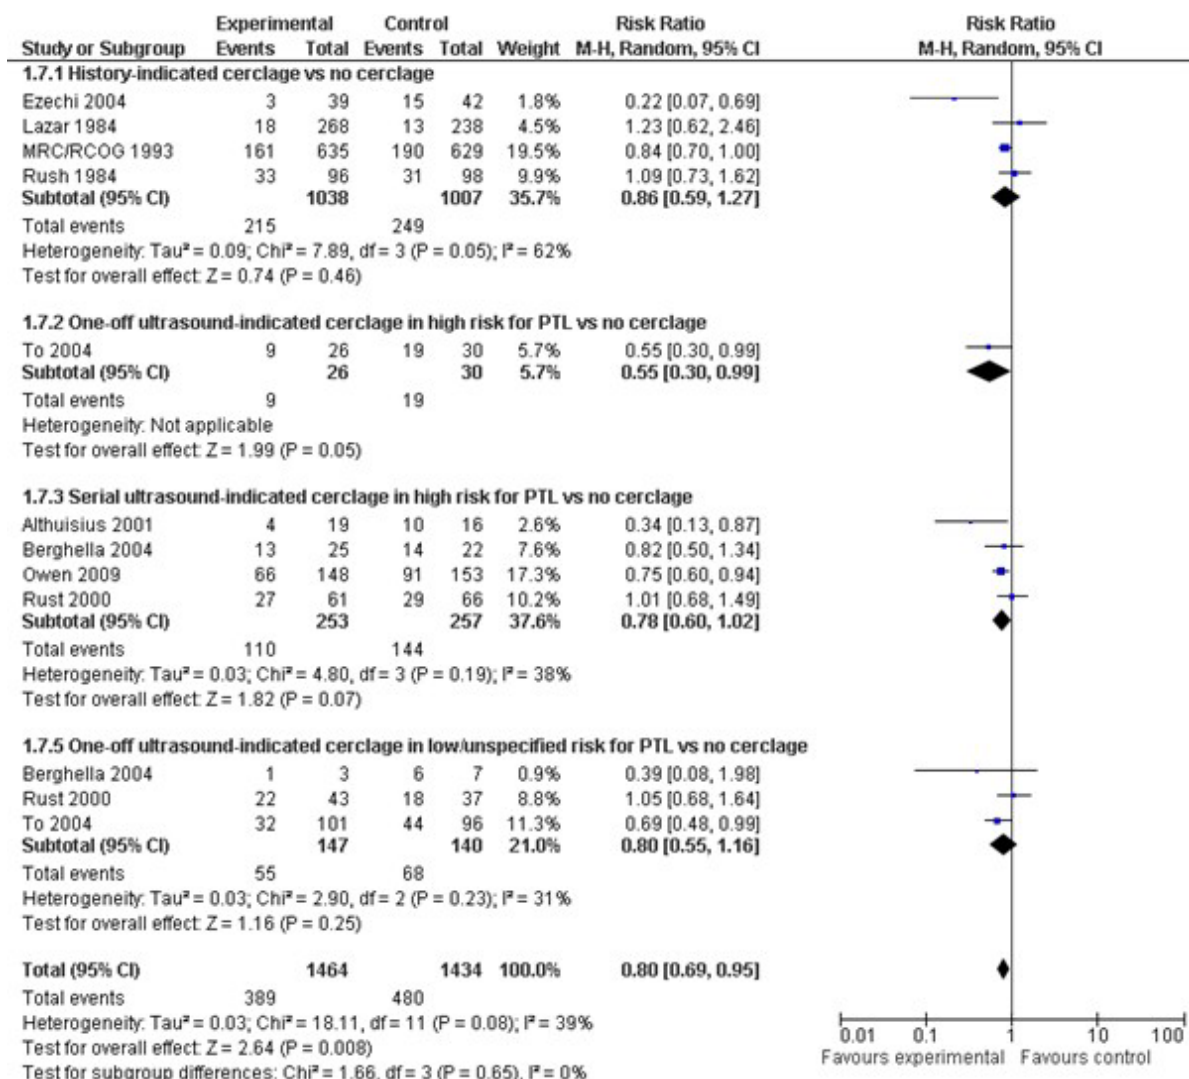 Experimental Control Risk Ratio Risk Ratio
Study or Subgroup Events Total Events Total Weight M-H, Random, 95% CI M-H, Random, 95% CI
1.7.1 History-indicated cerclage vs no cerclage
Ezechi 2004 3 39 15 42 1.8% 0.22 [0.07, 0.69]
Lazar 1984 18 268 13 238 4.5% 1.23 [0.62, 2.46]
MRC/RCOG 1993 161 635 190 629 19.5% 0.84 [0.70, 1.00]
Rush 1984 33 96 31 98 9.9% 1.09 [0.73, 1.62]
Subtotal (95% CI) 1038 1007 35.7% 0.86 [0.59, 1.27]
Total events 215 249
Heterogeneity: Tau² = 0.09; Chi² = 7.89, df = 3 (P = 0.05); I² = 62%
Test for overall effect: Z = 0.74 (P = 0.46)
1.7.2 One-off ultrasound-indicated cerclage in high risk for PTL vs no cerclage
To 2004 9 26 19 30 5.7% 0.55 [0.30, 0.99]
Subtotal (95% CI) 26 30 5.7% 0.55 [0.30, 0.99]
Total events 9 19
Heterogeneity: Not applicable
Test for overall effect: Z = 1.99 (P = 0.05)
1.7.3 Serial ultrasound-indicated cerclage in high risk for PTL vs no cerclage
Althuisius 2001 4 19 10 16 2.6% 0.34 [0.13, 0.87]
Berghella 2004 13 25 14 22 7.6% 0.82 [0.50, 1.34]
Owen 2009 66 148 91 153 17.3% 0.75 [0.60, 0.94]
Rust 2000 27 61 29 66 10.2% 1.01 [0.68, 1.49]
Subtotal (95% CI) 253 257 37.6% 0.78 [0.60, 1.02]
Total events 110 144
Heterogeneity: Tau² = 0.03; Chi² = 4.80, df = 3 (P = 0.19); I² = 38%
Test for overall effect: Z = 1.82 (P = 0.07)
1.7.5 One-off ultrasound-indicated cerclage in low/unspecified risk for PTL vs no cerclage
Berghella 2004 1 3 6 7 0.9% 0.39 [0.08, 1.98]
Rust 2000 22 43 18 37 8.8% 1.05 [0.68, 1.64]
To 2004 32 101 44 96 11.3% 0.69 [0.48, 0.99]
Subtotal (95% CI) 147 140 21.0% 0.80 [0.55, 1.16]
Total events 55 68
Heterogeneity: Tau² = 0.03; Chi² = 2.90, df = 2 (P = 0.23); I² = 31%
Test for overall effect: Z = 1.16 (P = 0.25)
Total (95% CI) 1464 1434 100.0% 0.80 [0.69, 0.95]
Total events 389 480
Heterogeneity: Tau² = 0.03; Chi² = 18.11, df = 11 (P = 0.08); I² = 39%
Test for overall effect: Z = 2.64 (P = 0.008)
Test for subgroup differences: Chi² = 1.66, df = 3 (P = 0.65), I² = 0%
0.01 0.1 1 10 100
Favours experimental Favours control